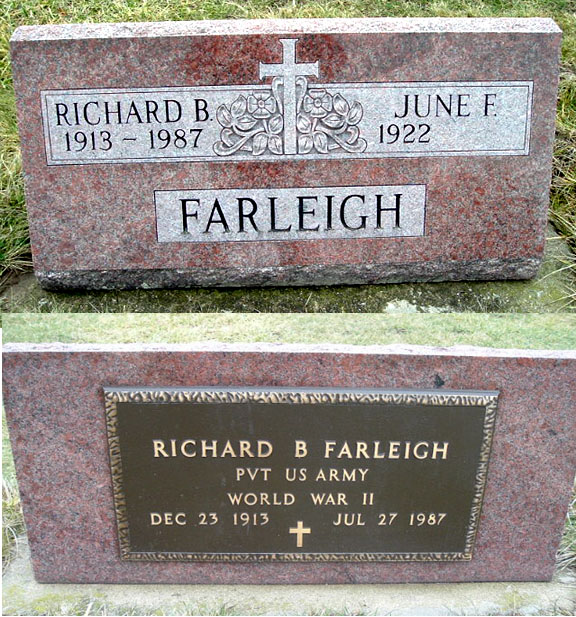 RICHARD B. JUNE F.
1913 – 1987 1922
FARLEIGH
RICHARD B FARLEIGH
PVT US ARMY
WORLD WAR II
DEC 23 1913 JUL 27 1987